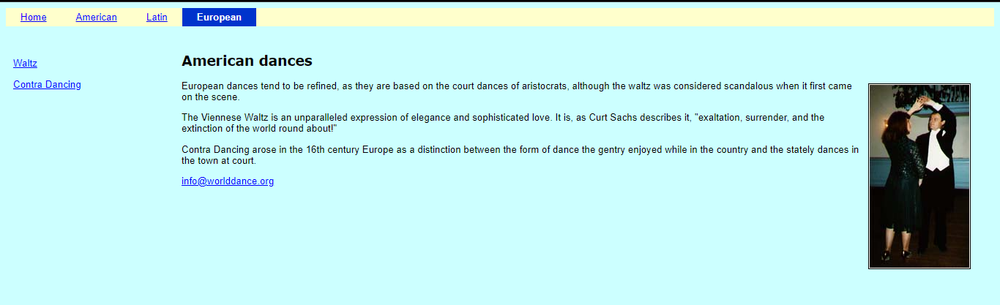 Home American Latin European
Waltz
Contra Dancing
American dances
European dances tend to be refined, as they are based on the court dances of aristocrats, although the waltz was considered scandalous when it first came
on the scene.
The Viennese Waltz is an unparalleled expression of elegance and sophisticated love. It is, as Curt Sachs describes it, "exaltation, surrender, and the
extinction of the world round about!"
Contra Dancing arose in the 16th century Europe as a distinction between the form of dance the gentry enjoyed while in the country and the stately dances in
the town at court.
info@worlddance.org